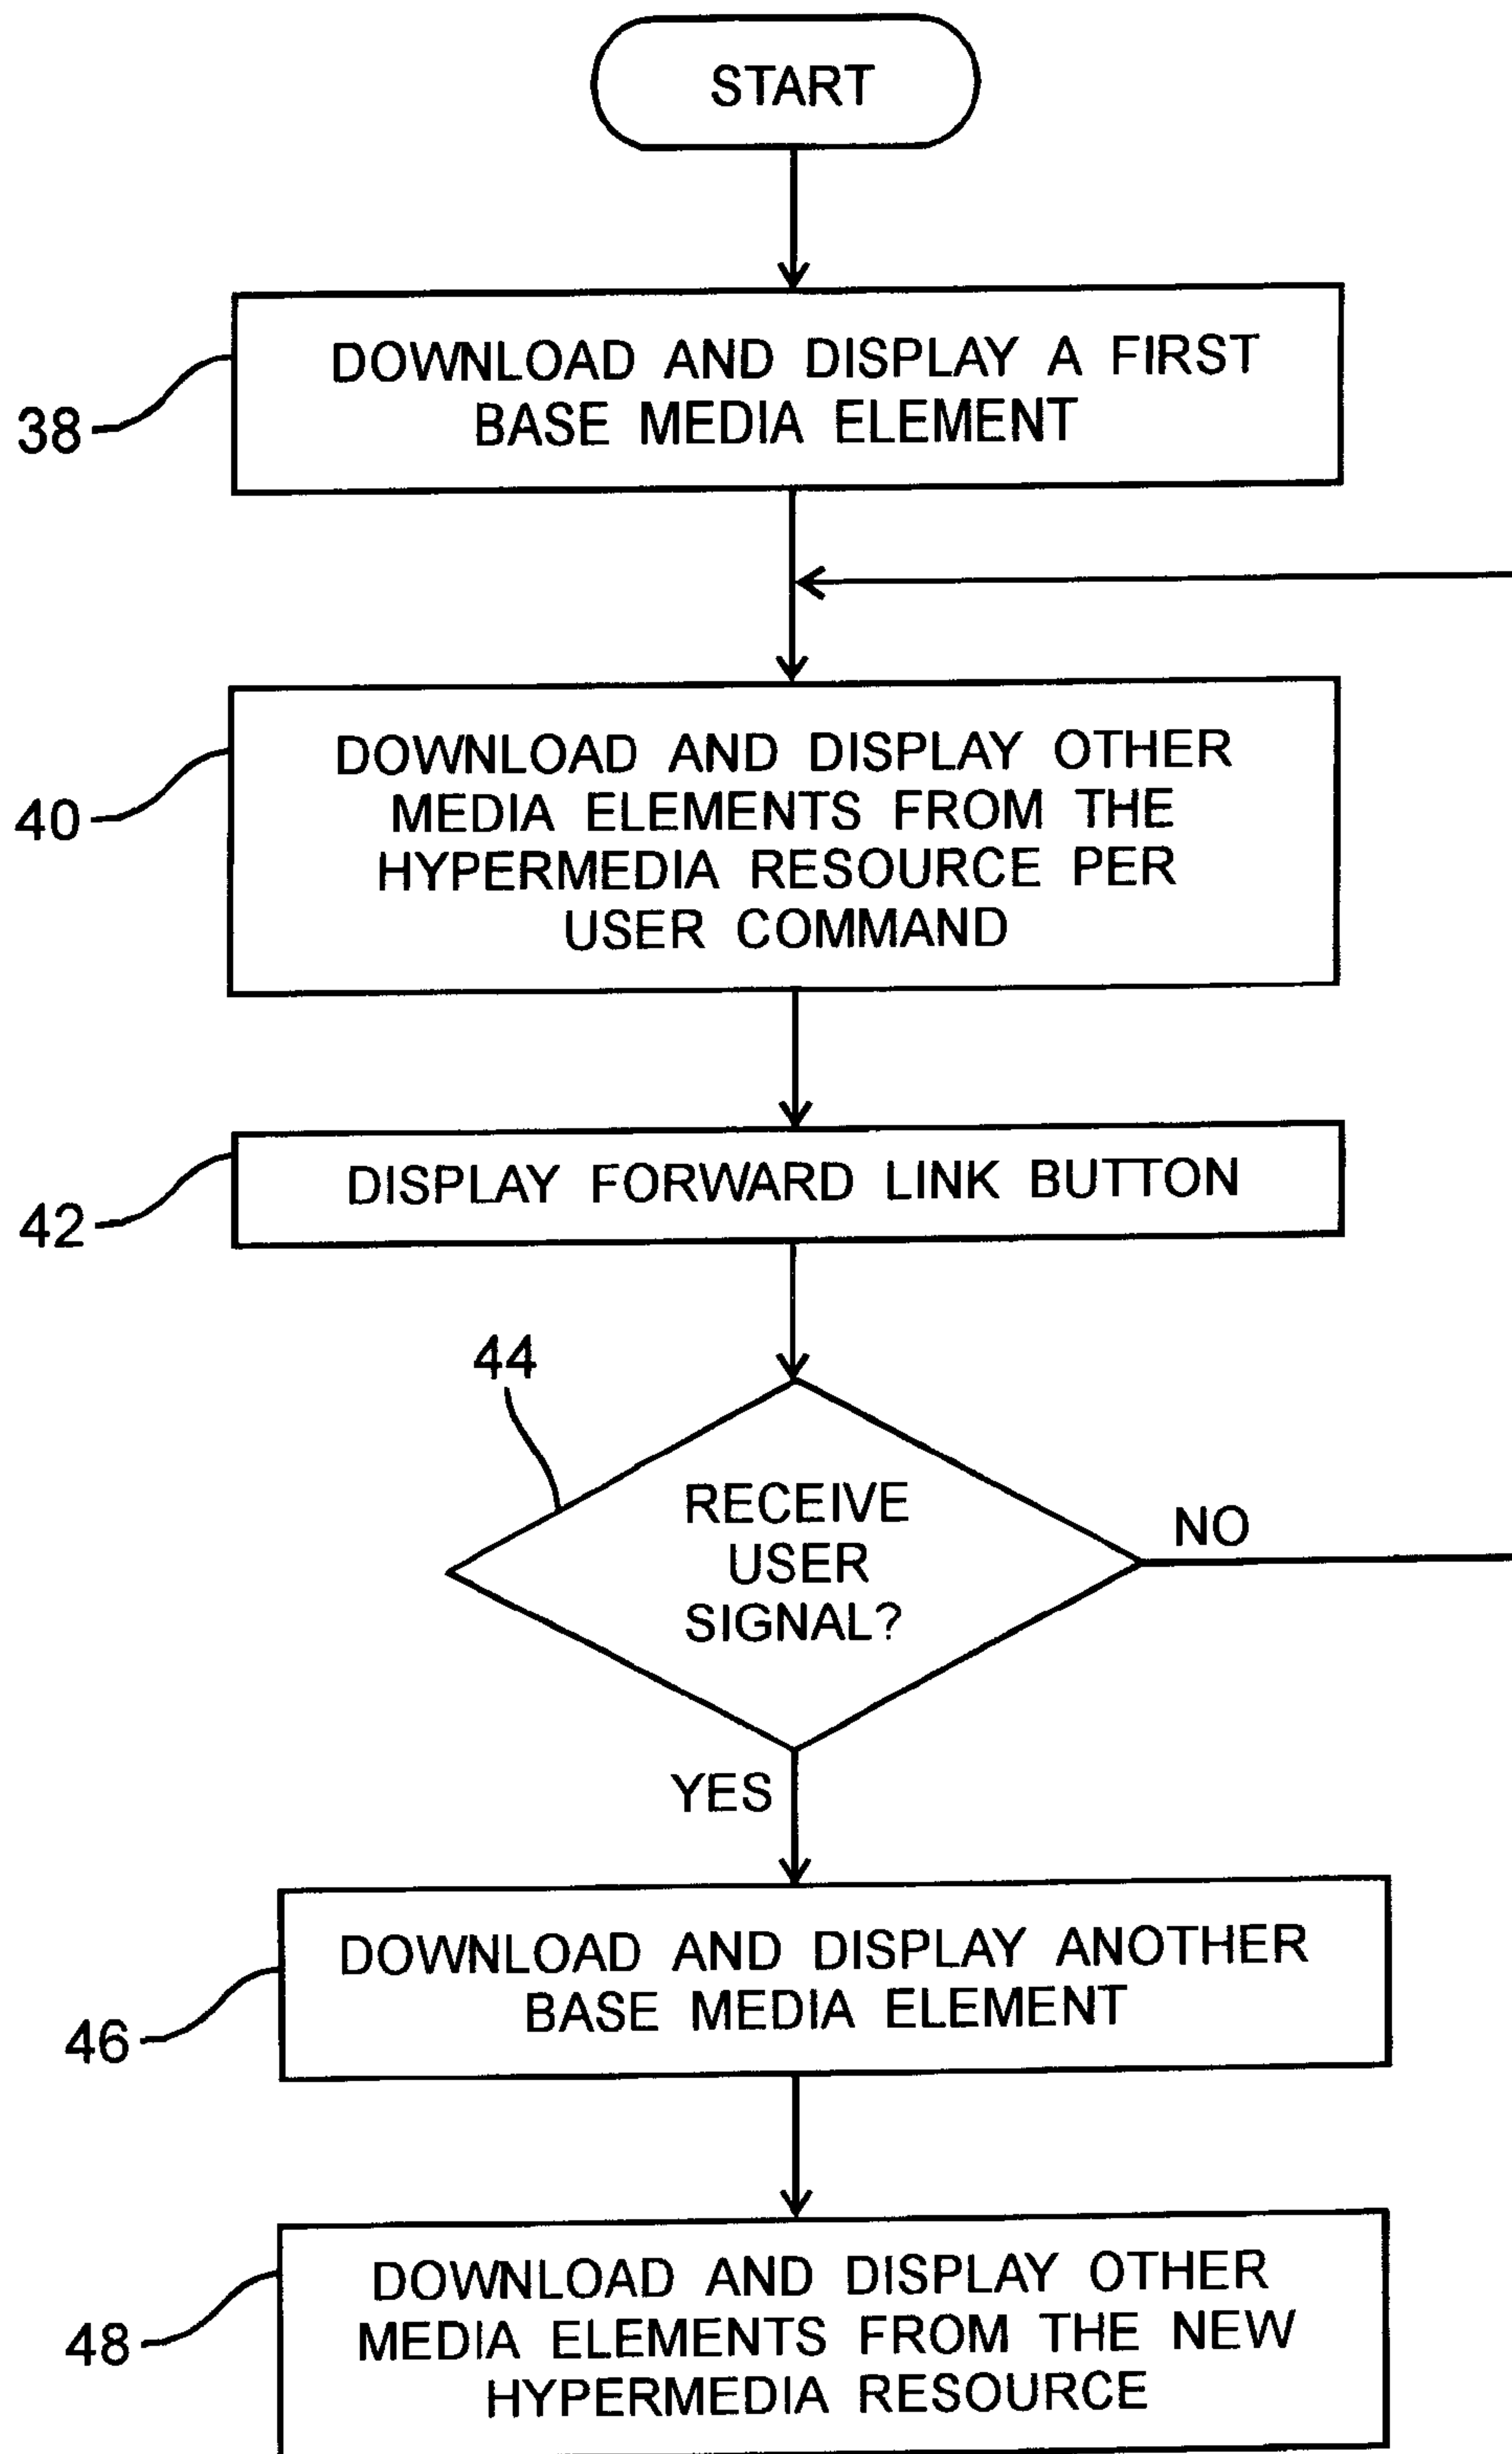 START
38
DOWNLOAD AND DISPLAY A FIRST
BASE MEDIA ELEMENT
40
DOWNLOAD AND DISPLAY OTHER
MEDIA ELEMENTS FROM THE
HYPERMEDIA RESOURCE PER
USER COMMAND
42
DISPLAY FORWARD LINK BUTTON
44
RECEIVE
USER
SIGNAL?
NO
YES
46
DOWNLOAD AND DISPLAY ANOTHER
BASE MEDIA ELEMENT
48
DOWNLOAD AND DISPLAY OTHER
MEDIA ELEMENTS FROM THE NEW
HYPERMEDIA RESOURCE